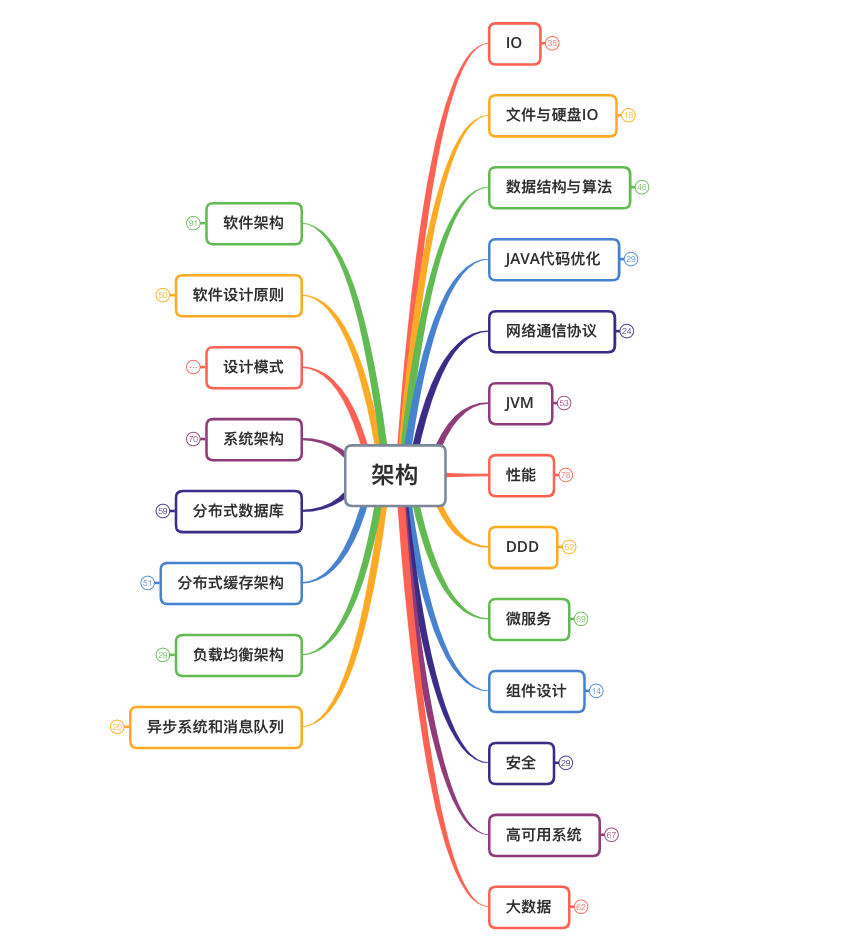 架构
IO
38
文件与硬盘IO
18
数据结构与算法
46
JAVA代码优化
29
网络通信协议
24
JVM
53
性能
78
DDD
52
微服务
69
组件设计
14
安全
29
高可用系统
67
大数据
62
软件架构
91
软件设计原则
50
设计模式
...
系统架构
70
分布式数据库
59
分布式缓存架构
51
负载均衡架构
29
异步系统和消息队列
20